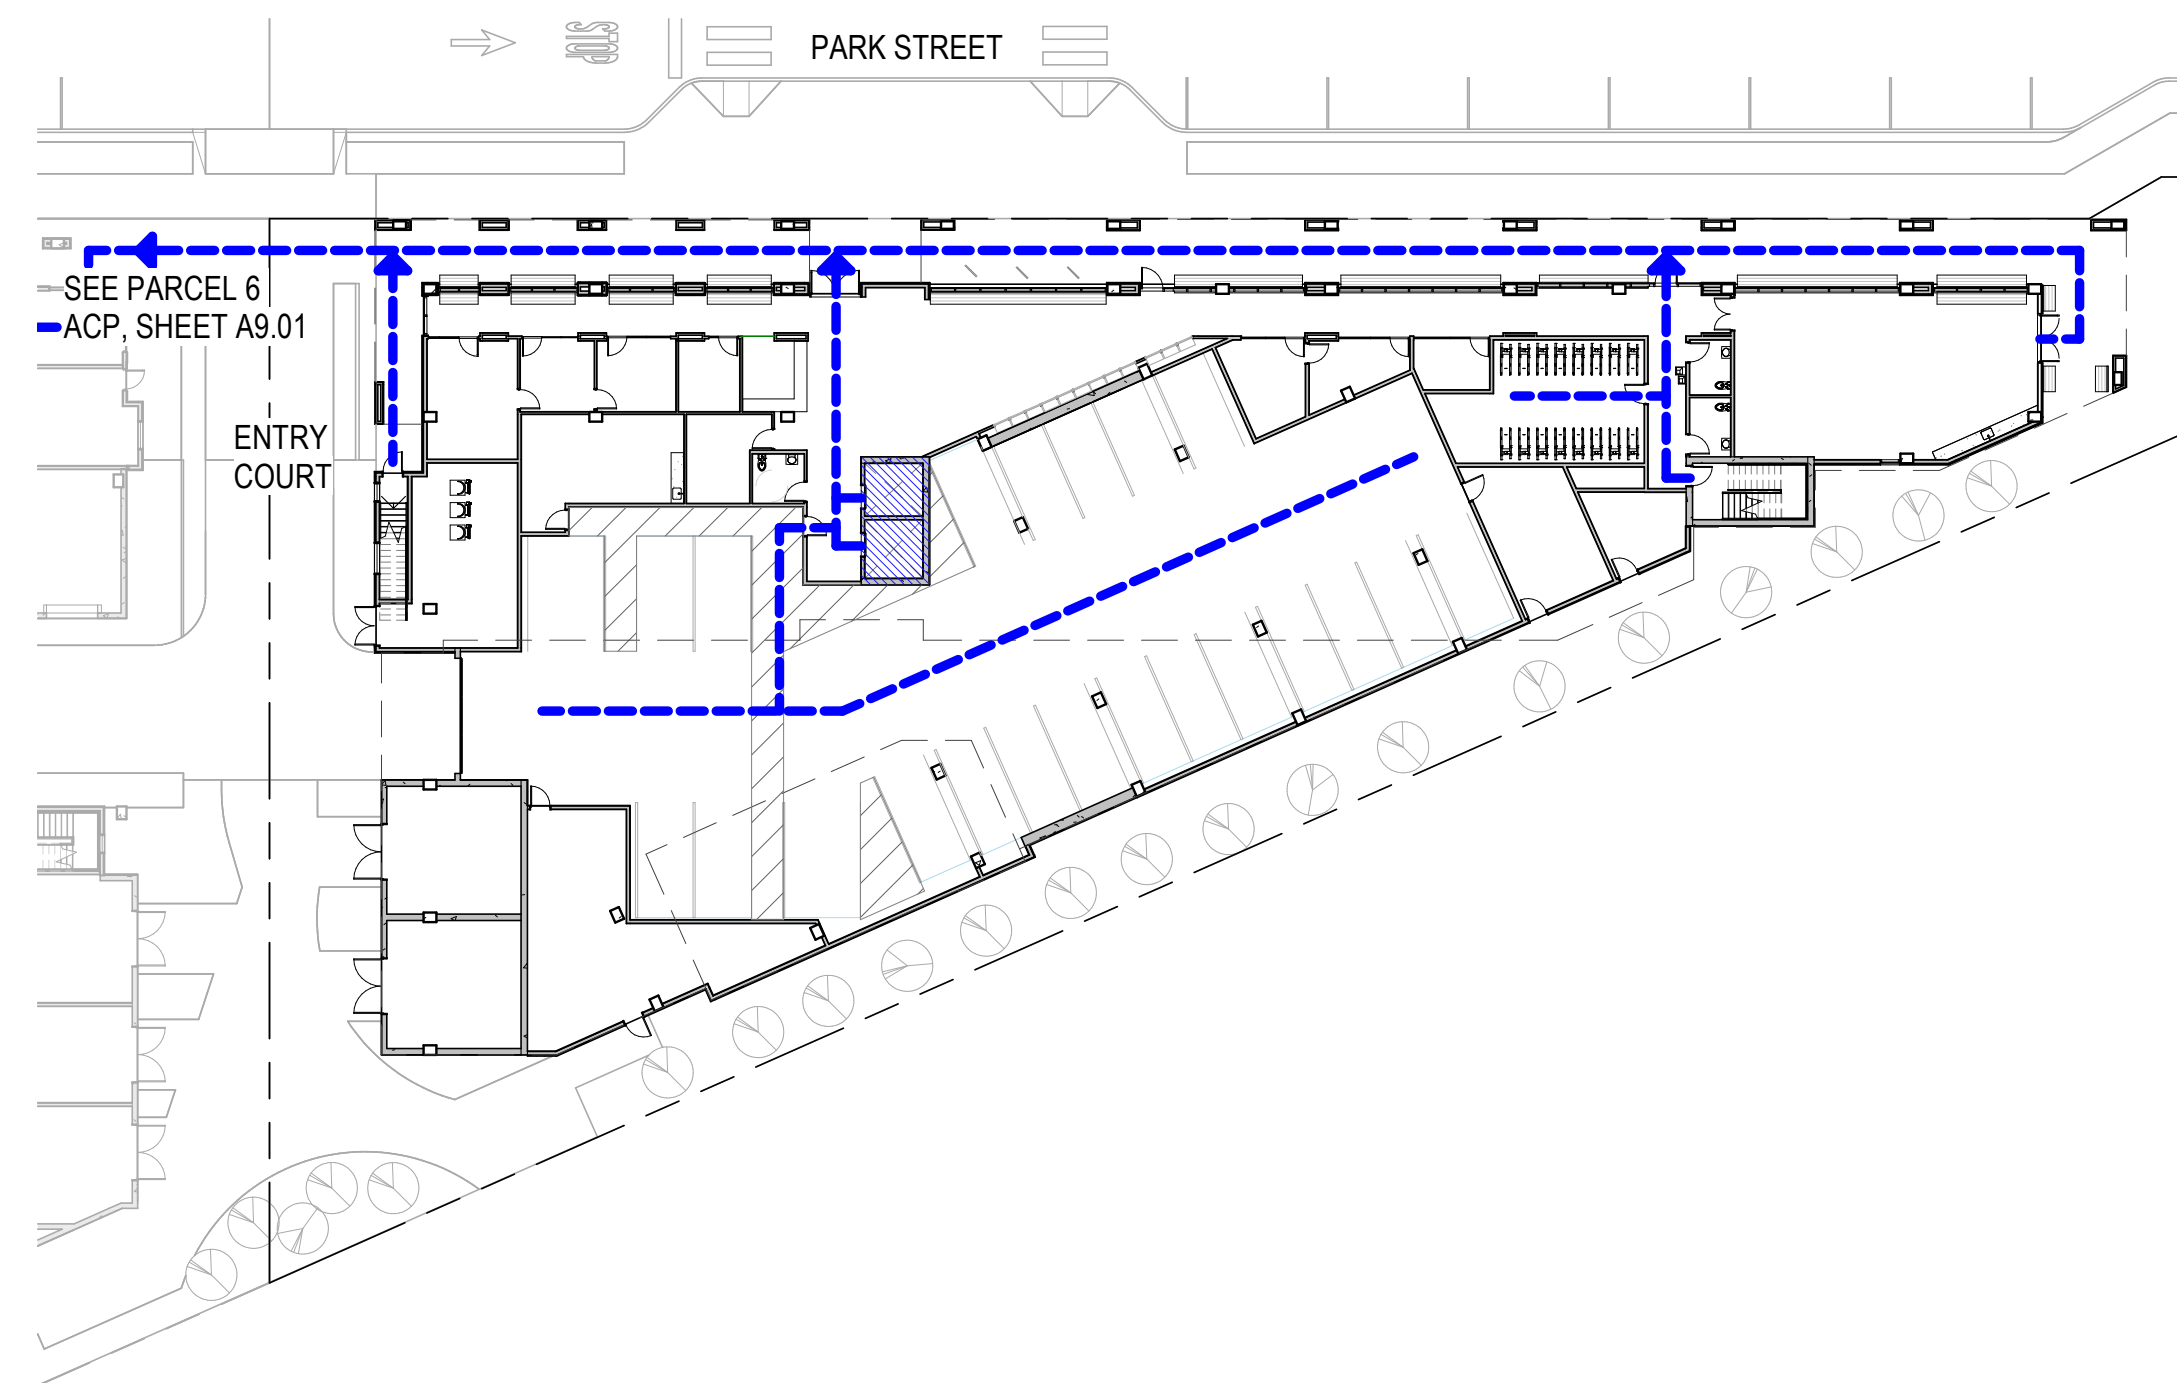 STOP
PARK STREET
SEE PARCEL 6
ACP, SHEET A9.01
ENTRY
COURT